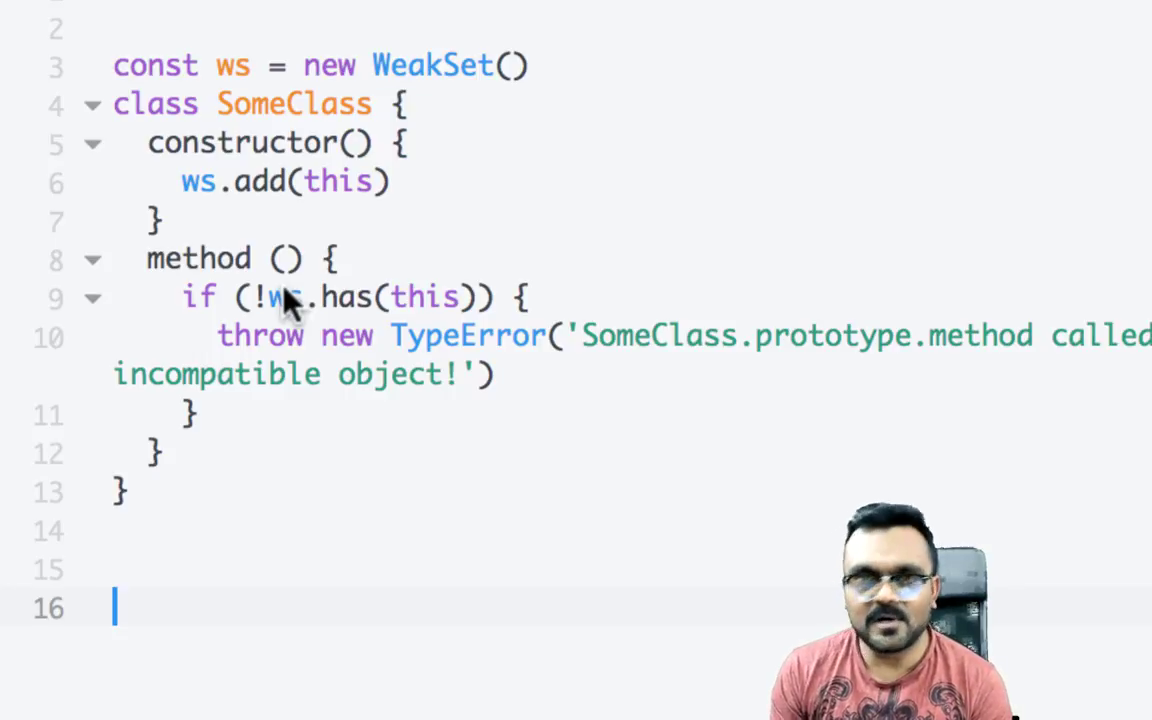 2
3 const ws = new WeakSet()
4 class SomeClass {
5 constructor() {
6 ws.add(this)
7 }
8 method () {
9 if (!ws.has(this)) {
10 throw new TypeError('SomeClass.prototype.method called
incompatible object!')
11 }
12 }
13 }
14
15
16